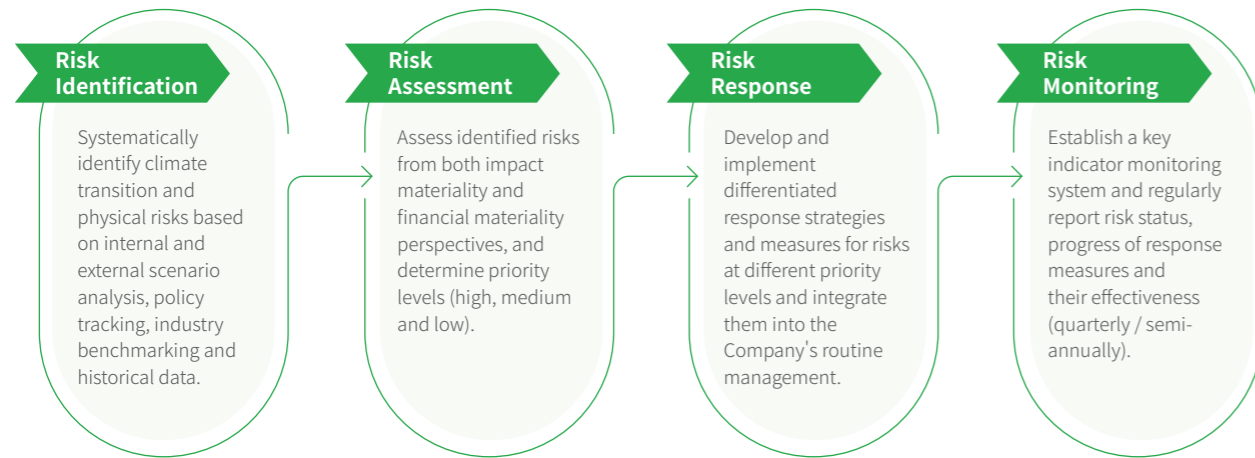 Risk
Identification
Systematically
identify climate
transition and
physical risks based
on internal and
external scenario
analysis, policy
tracking, industry
benchmarking and
historical data.
Risk
Assessment
Assess identified risks
from both impact
materiality and
financial materiality
perspectives, and
determine priority
levels (high, medium
and low).
Risk
Response
Develop and
implement
differentiated
response strategies
and measures for risks
at different priority
levels and integrate
them into the
Company's routine
management.
Risk
Monitoring
Establish a key
indicator monitoring
system and regularly
report risk status,
progress of response
measures and
their effectiveness
(quarterly / semi-
annually).